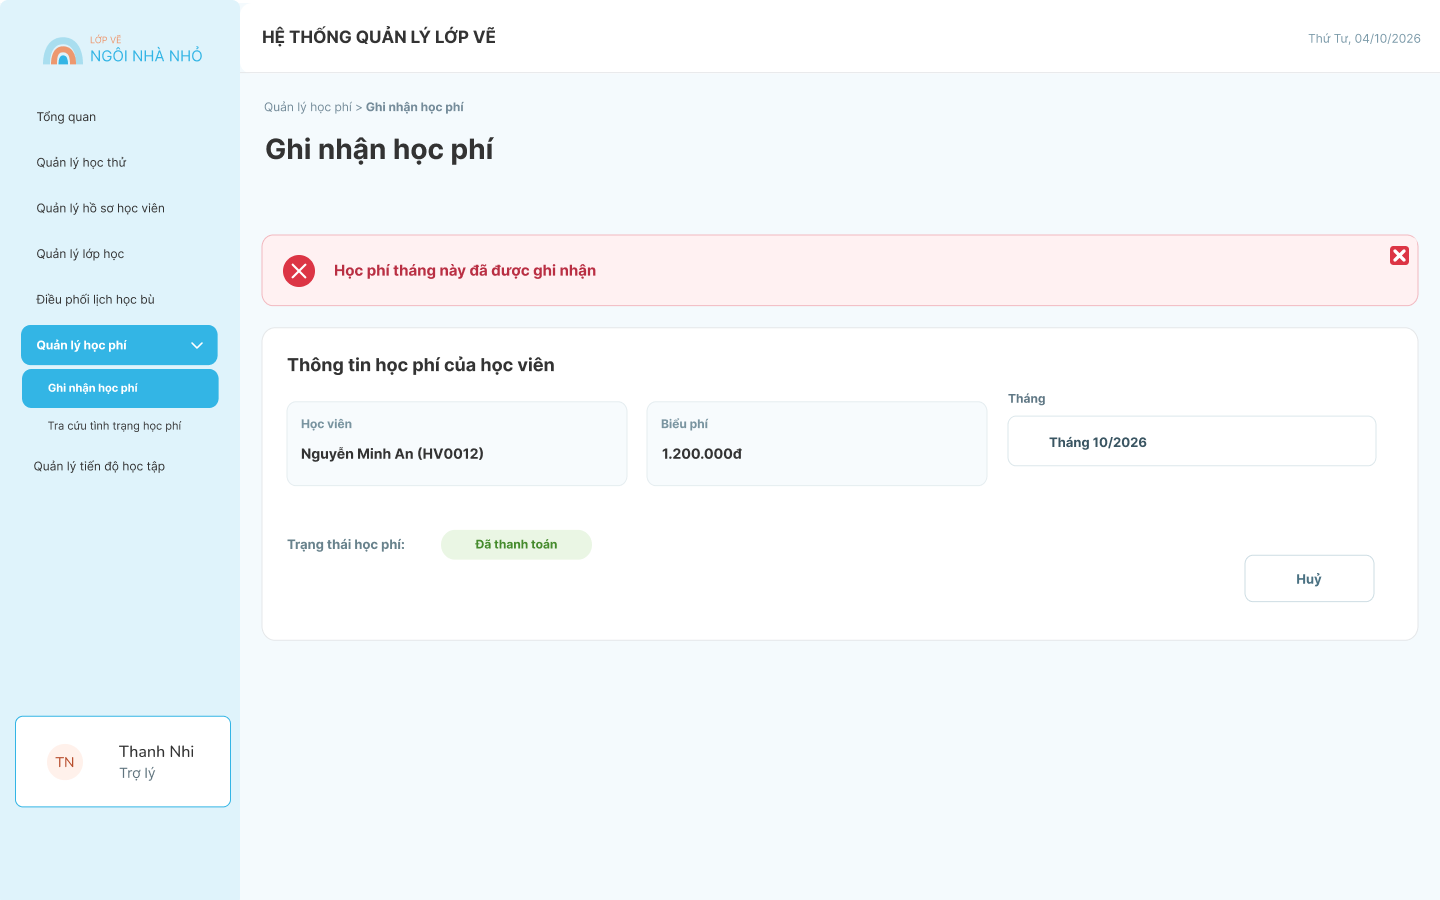 LỚP VẼ
NGÔI NHÀ NHỎ
Tổng quan
Quản lý học thử
Quản lý hồ sơ học viên
Quản lý lớp học
Điều phối lịch học bù
Quản lý học phí
Ghi nhận học phí
Tra cứu tình trạng học phí
Quản lý tiến độ học tập
TN
Thanh Nhi
Trợ lý
HỆ THỐNG QUẢN LÝ LỚP VẼ
Thứ Tư, 04/10/2026
Quản lý học phí > Ghi nhận học phí
Ghi nhận học phí
Học phí tháng này đã được ghi nhận
Thông tin học phí của học viên
Học viên
Nguyễn Minh An (HV0012)
Biểu phí
1.200.000đ
Tháng
Tháng 10/2026
Trạng thái học phí:
Đã thanh toán
Huỷ